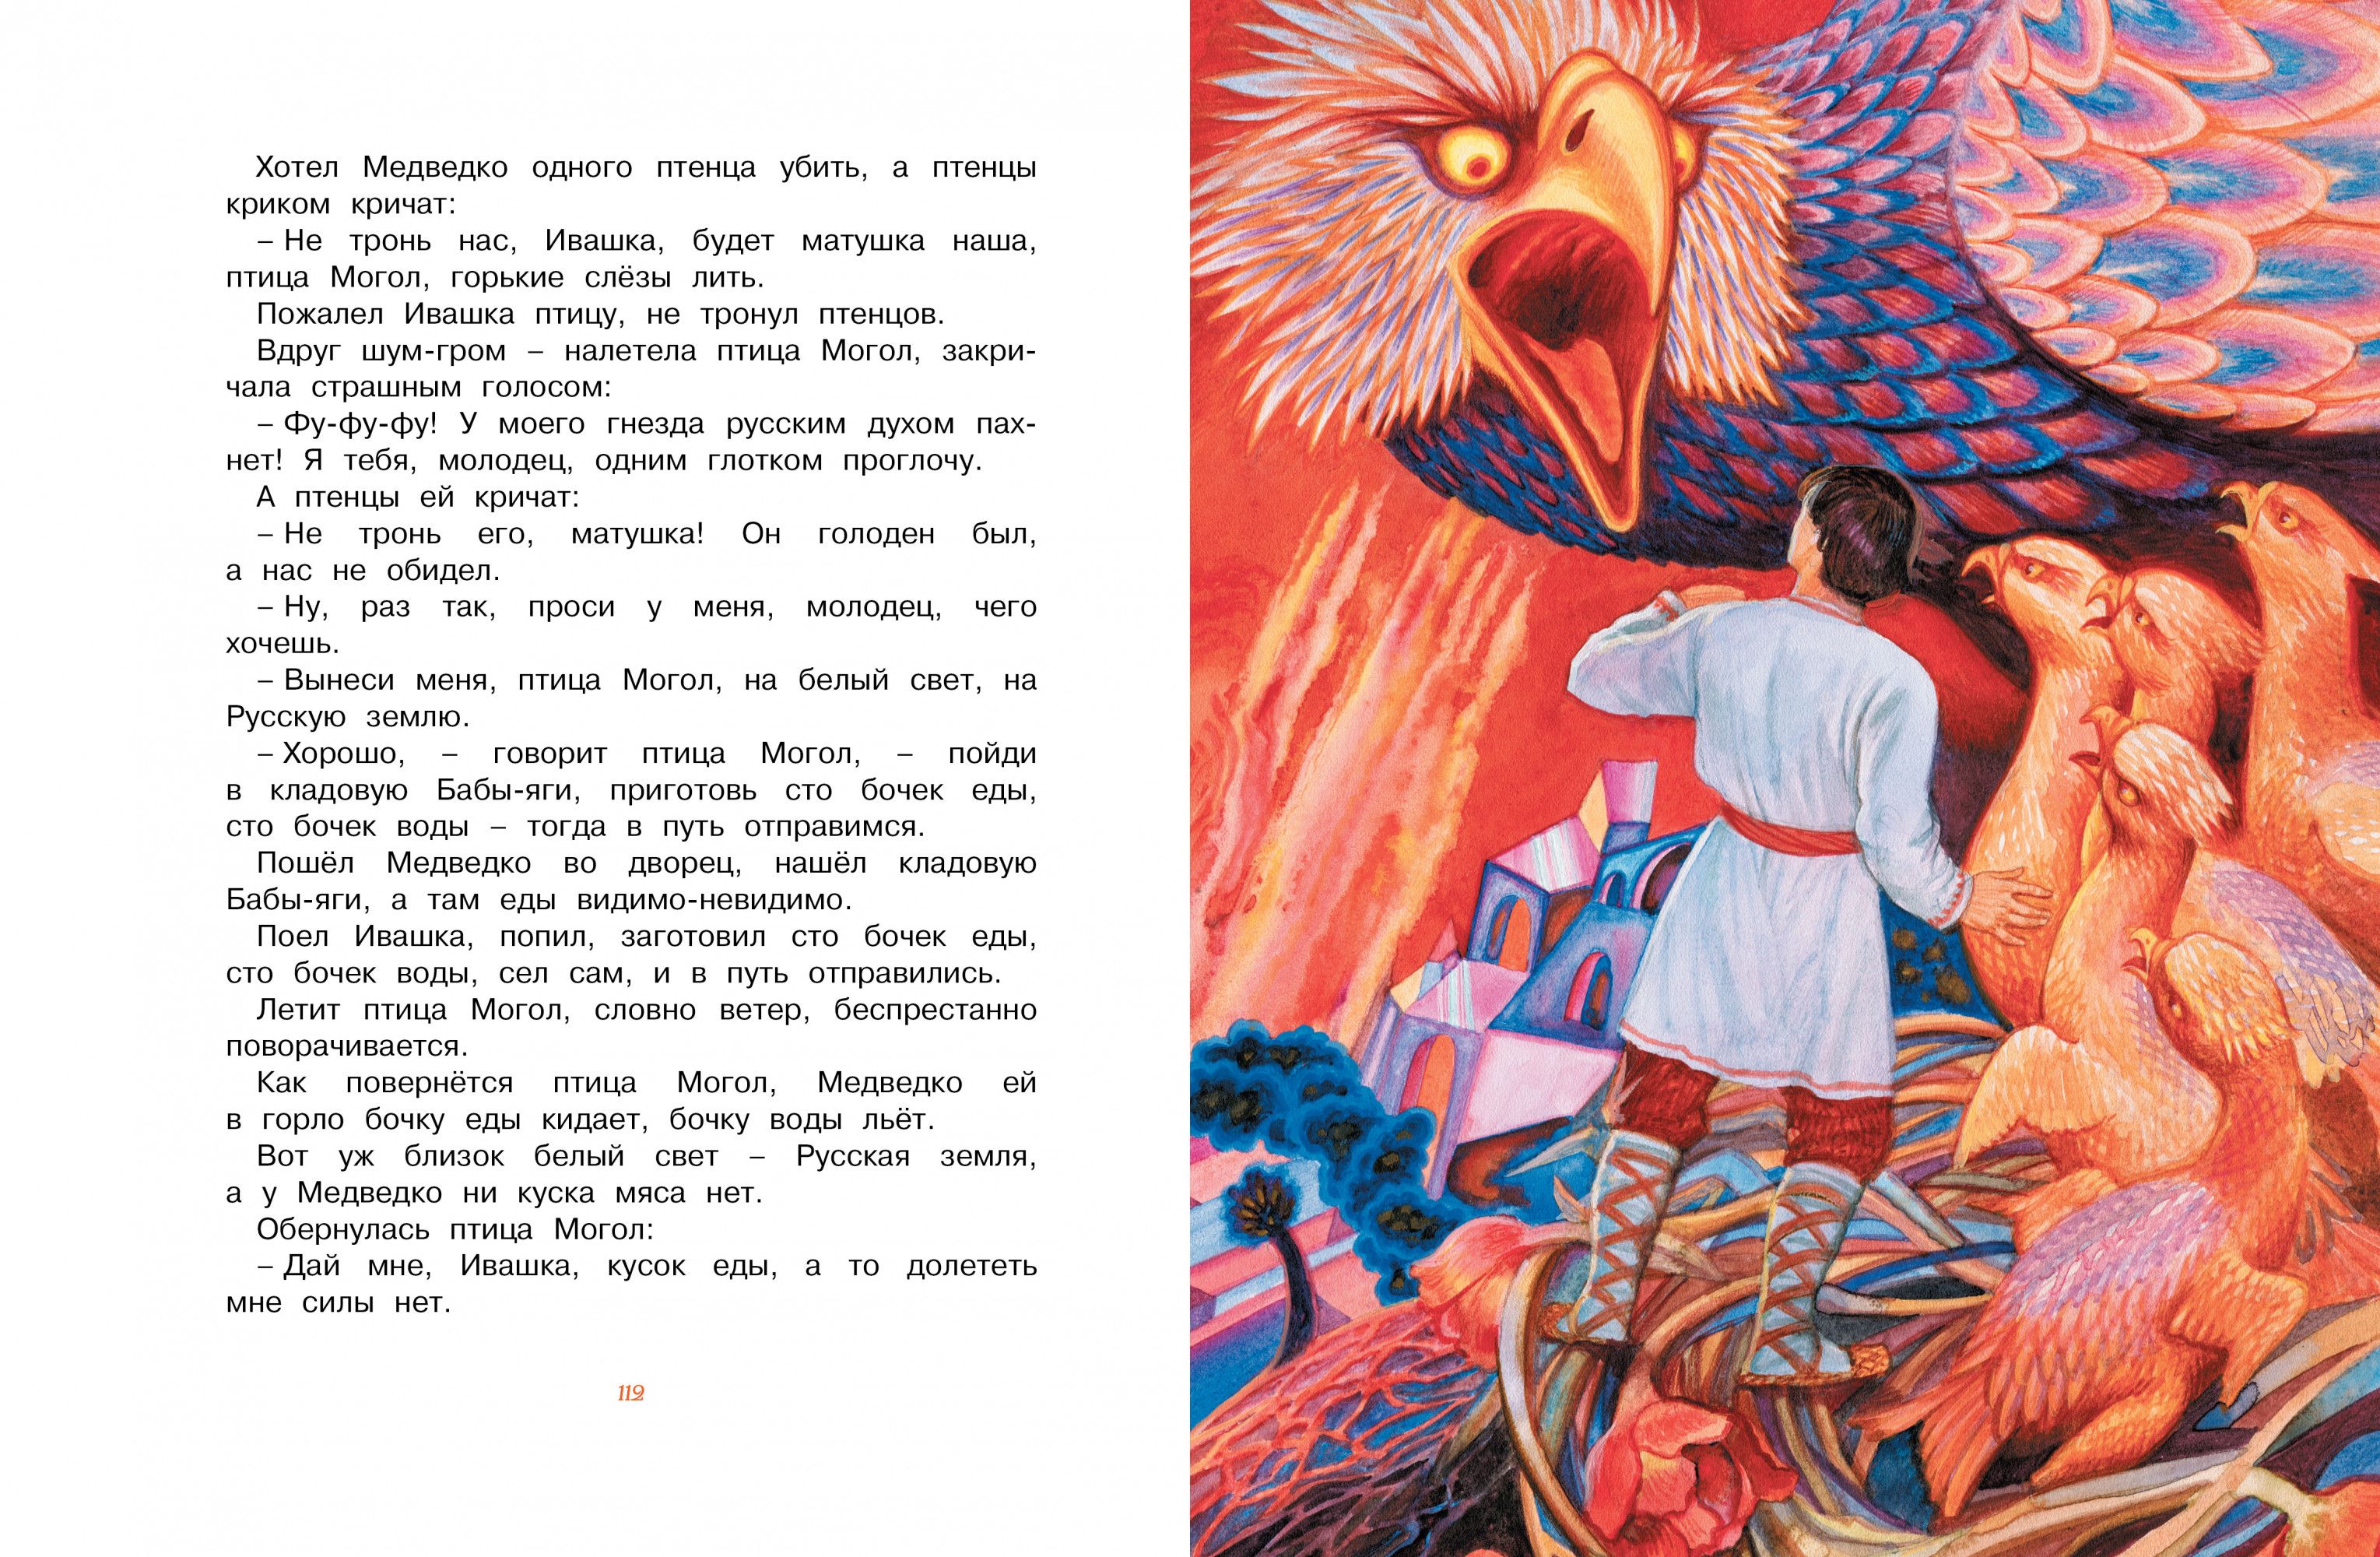 Хотел Медведко одного птенца убить, а птенцы
криком кричат:
– Не тронь нас, Ивашка, будет матушка наша,
птица Могол, горькие слёзы лить.
Пожалел Ивашка птицу, не тронул птенцов.
Вдруг шум-гром – налетела птица Могол, закри-
чала страшным голосом:
– Фу-фу-фу! У моего гнезда русским духом пах-
нет! Я тебя, молодец, одним глотком проглочу.
А птенцы ей кричат:
– Не тронь его, матушка! Он голоден был,
а нас не обидел.
– Ну, раз так, проси у меня, молодец, чего
хочешь.
– Вынеси меня, птица Могол, на белый свет, на
Русскую землю.
– Хорошо, – говорит птица Могол, – пойди
в кладовую Бабы-яги, приготовь сто бочек еды,
сто бочек воды – тогда в путь отправимся.
Пошёл Медведко во дворец, нашёл кладовую
Бабы-яги, а там еды видимо-невидимо.
Поел Ивашка, попил, заготовил сто бочек еды,
сто бочек воды, сел сам, и в путь отправились.
Летит птица Могол, словно ветер, беспрестанно
поворачивается.
Как повернётся птица Могол, Медведко ей
в горло бочку еды кидает, бочку воды льёт.
Вот уж близок белый свет – Русская земля,
а у Медведко ни куска мяса нет.
Обернулась птица Могол:
– Дай мне, Ивашка, кусок еды, а то долететь
мне силы нет.
112